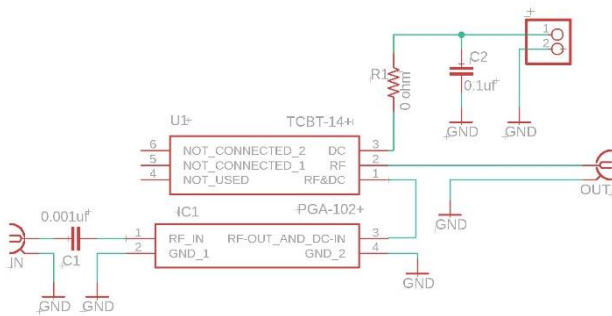 1
2
C2
R1
0.1uf
0 ohm
GND
GND
U1
TCBT-14+
6 NOT_CONNECTED_2 DC 3
5 NOT_CONNECTED_1 RF 2
4 NOT_USED RF&DC 1
OUT_
GND
0.001uf
IC1
PGA-102+
1 RF_IN RF-OUT_AND_DC-IN 3
2 GND_1 GND_2 4
_IN
C1
GND
GND
GND